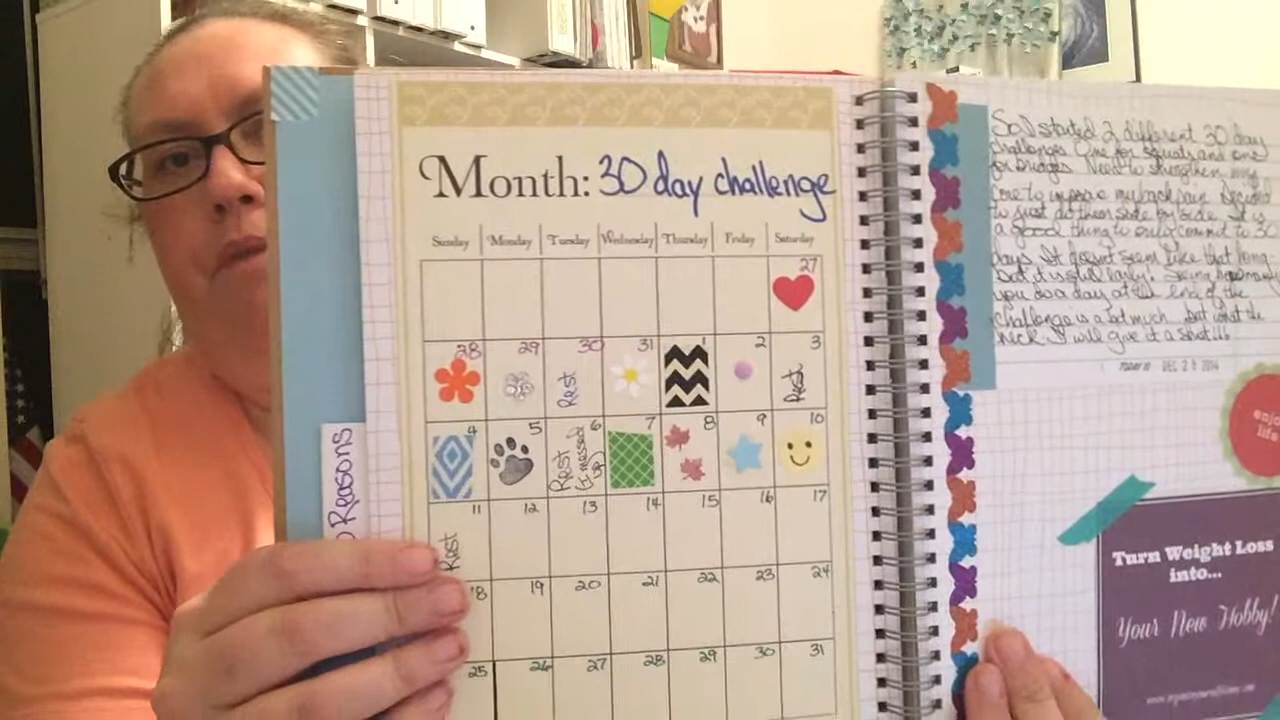 Month: 30 day challenge
Sunday Monday Tuesday Wednesday Thursday Friday Saturday
27
28 29 30 31 1 2 3
Rest Rest
4 5 6 7 8 9 10
Rest (I messed up)
11 12 13 14 15 16 17
Rest
18 19 20 21 22 23 24
25 26 27 28 29 30 31
Reasons
So I started 2 different 30 day
challenges. One for squats and one
for bridges. Need to strengthen my
core to improve my back pain. Decided
to just do them side by side. It is
a good thing to only commit to 30
days. It doesn't seem like that long-
but it is still early. Seeing how many
you do a day at the end of the
challenge is a bit much.. but what the
heck I will give it a shot!!!
DEC 28 2014
enjoy
life
Turn Weight Loss
into...
Your New Hobby!